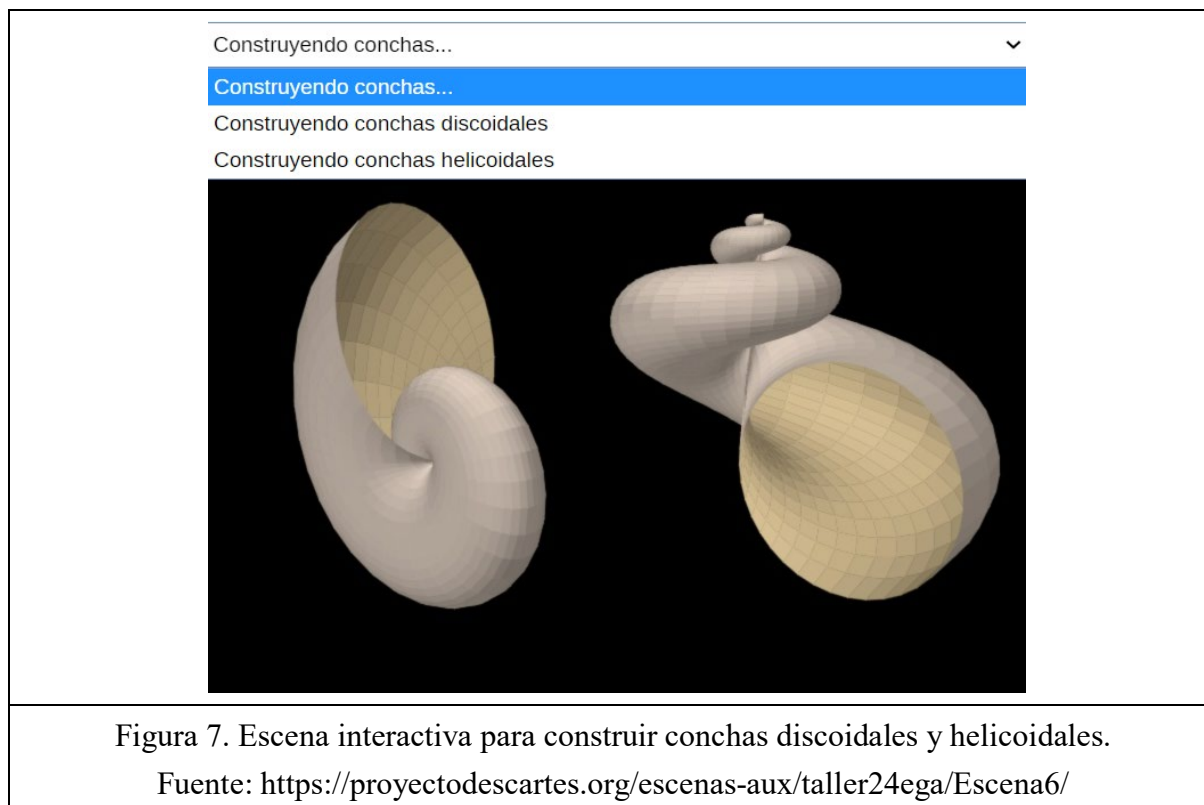 Construyendo conchas...
Construyendo conchas...
Construyendo conchas discoidales
Construyendo conchas helicoidales
Figura 7. Escena interactiva para construir conchas discoidales y helicoidales.
Fuente: https://proyectodescartes.org/escenas-aux/taller24ega/Escena6/